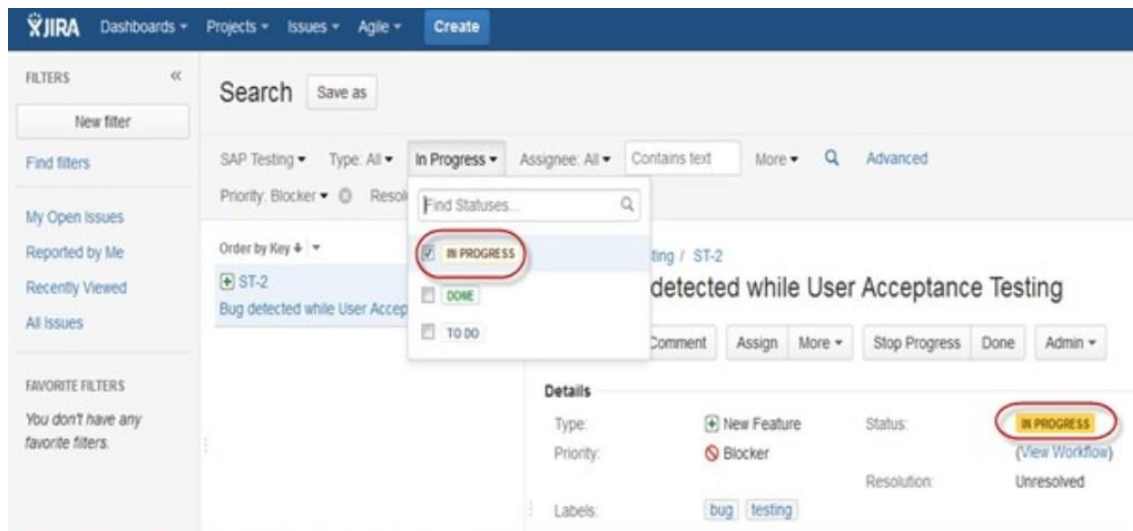 JIRA Dashboards Projects Issues Agile Create
FILTERS
New filter
Find filters
My Open Issues
Reported by Me
Recently Viewed
All Issues
FAVORITE FILTERS
You don't have any
favorite filters.
Search Save as
SAP Testing Type: All In Progress Assignee: All Contains text More Advanced
Priority: Blocker
Find Statuses...
IN PROGRESS
DONE
TO DO
Order by Key
ST-2
Bug detected while User
/ ST-2
detected while User Acceptance Testing
Comment Assign More Stop Progress Done Admin
Details
Type: New Feature Status: IN PROGRESS
Priority: Blocker (View Workflow)
Resolution: Unresolved
Labels: bug testing